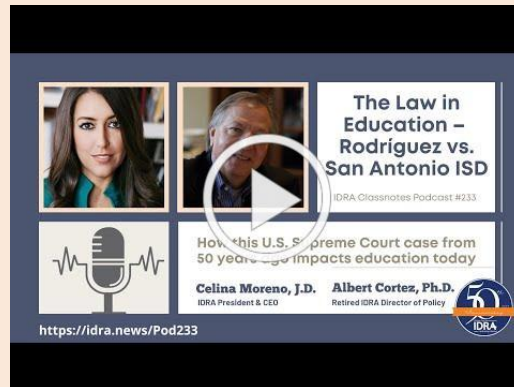 The Law in
Education –
Rodríguez vs.
San Antonio ISD
IDRA Classnotes Podcast #233
How this U.S. Supreme Court case from
50 years ago impacts education today
Celina Moreno, J.D.
IDRA President & CEO
Albert Cortez, Ph.D.
Retired IDRA Director of Policy
50
IDRA
https://idra.news/Pod233